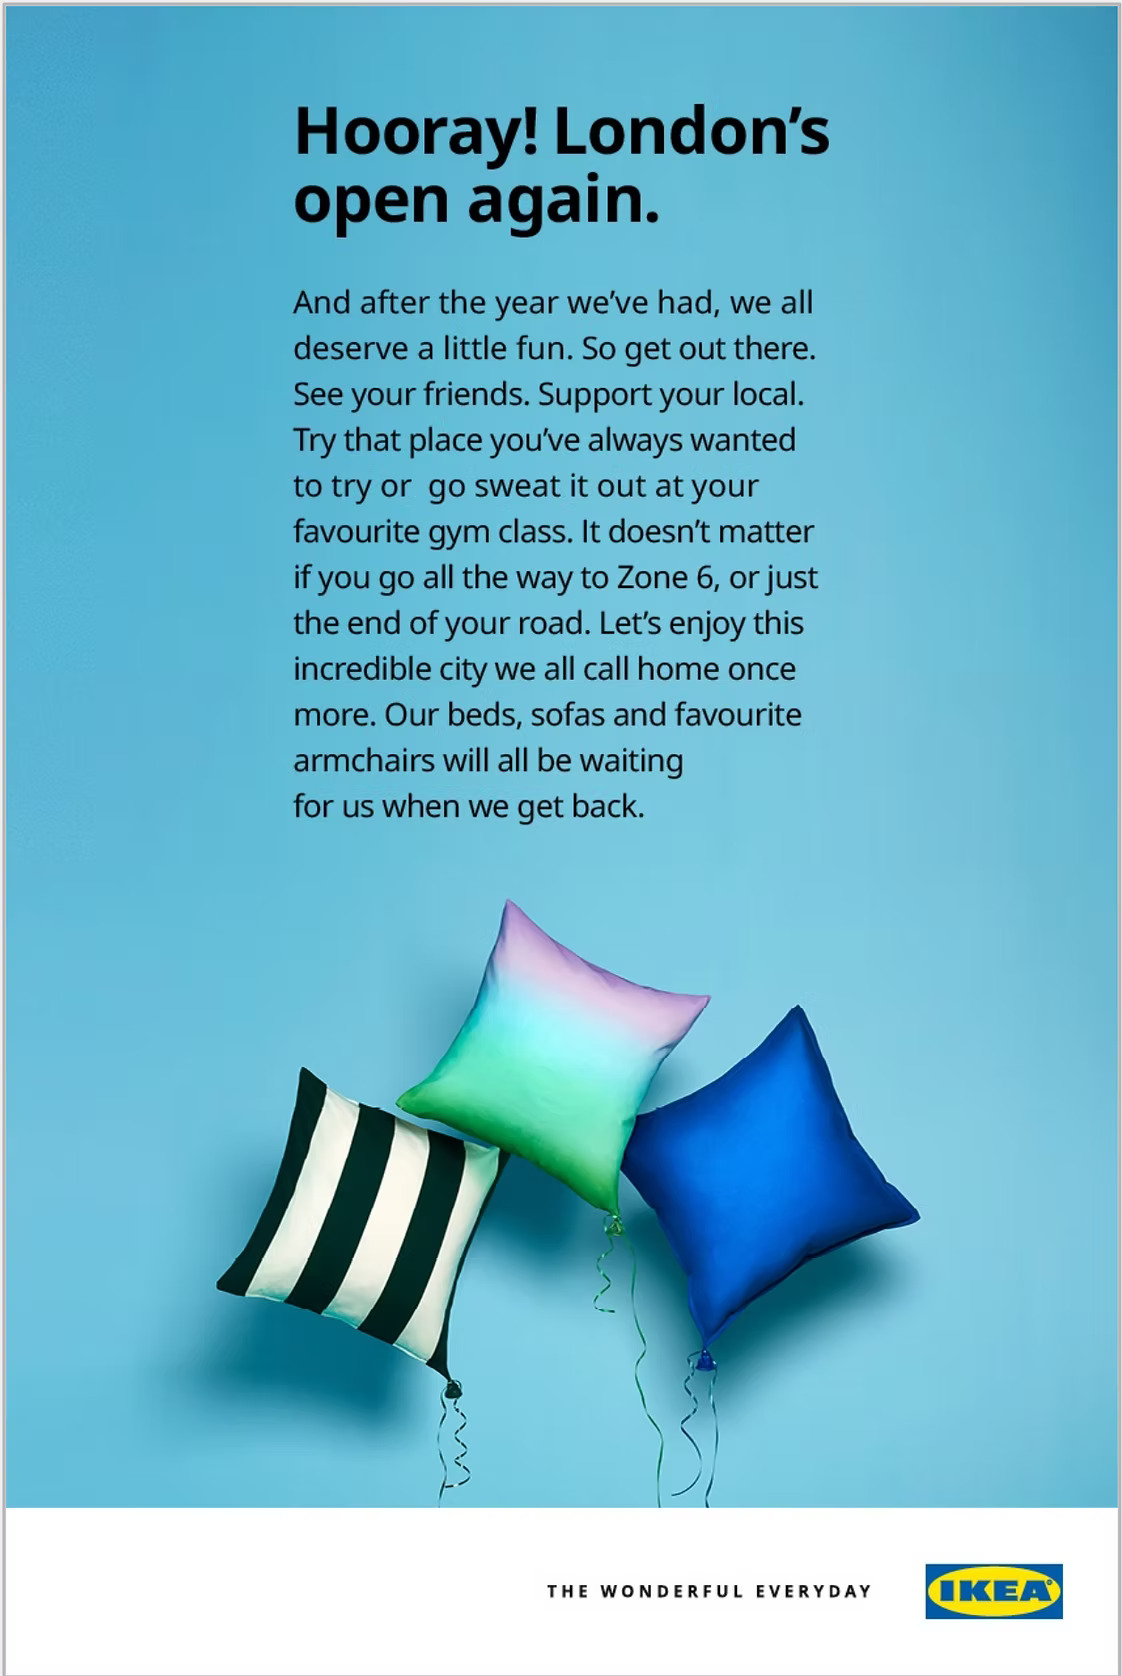 Hooray! London’s
open again.
And after the year we’ve had, we all
deserve a little fun. So get out there.
See your friends. Support your local.
Try that place you’ve always wanted
to try or  go sweat it out at your
favourite gym class. It doesn’t matter
if you go all the way to Zone 6, or just
the end of your road. Let’s enjoy this
incredible city we all call home once
more. Our beds, sofas and favourite
armchairs will all be waiting
for us when we get back.
THE WONDERFUL EVERYDAY
IKEA®